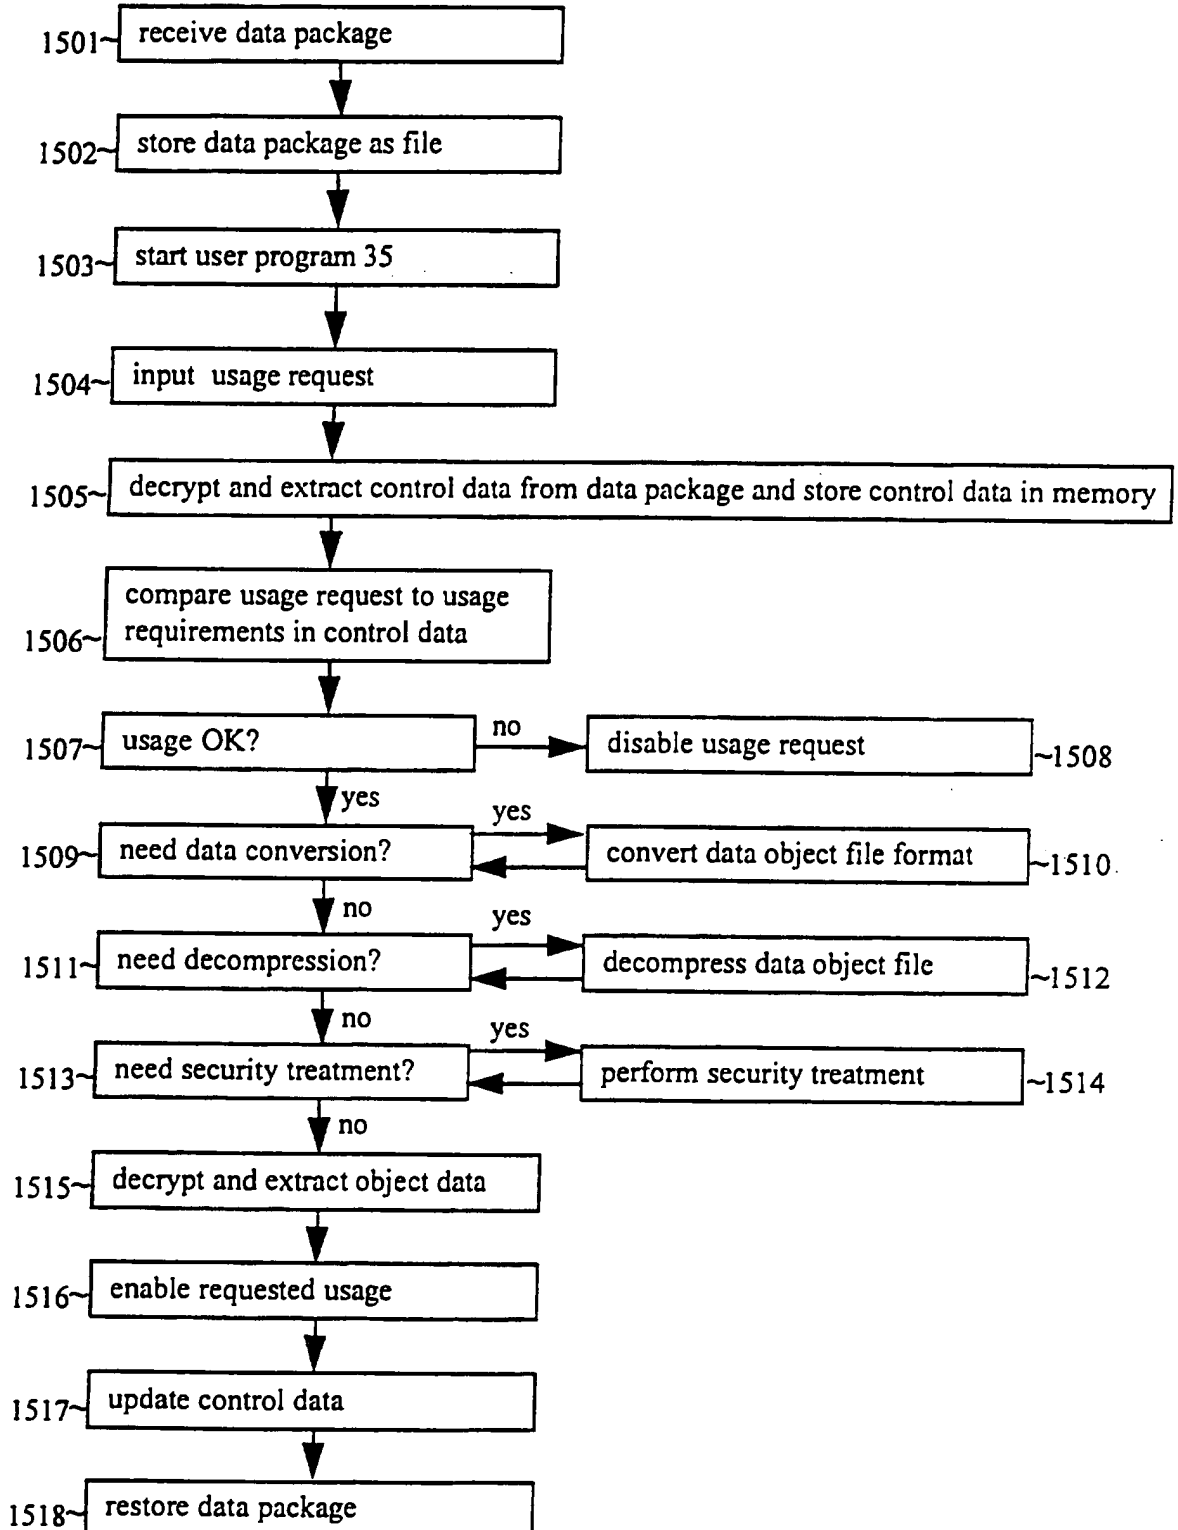 1501~ receive data package
1502~ store data package as file
1503~ start user program 35
1504~ input usage request
1505~ decrypt and extract control data from data package and store control data in memory
compare usage request to usage
1506~ requirements in control data
1507~ usage OK? no disable usage request ~1508
yes
yes
1509~ need data conversion? convert data object file format ~1510
no
yes
1511~ need decompression? decompress data object file ~1512
no
yes
1513~ need security treatment? perform security treatment ~1514
no
1515~ decrypt and extract object data
1516~ enable requested usage
1517~ update control data
1518~ restore data package